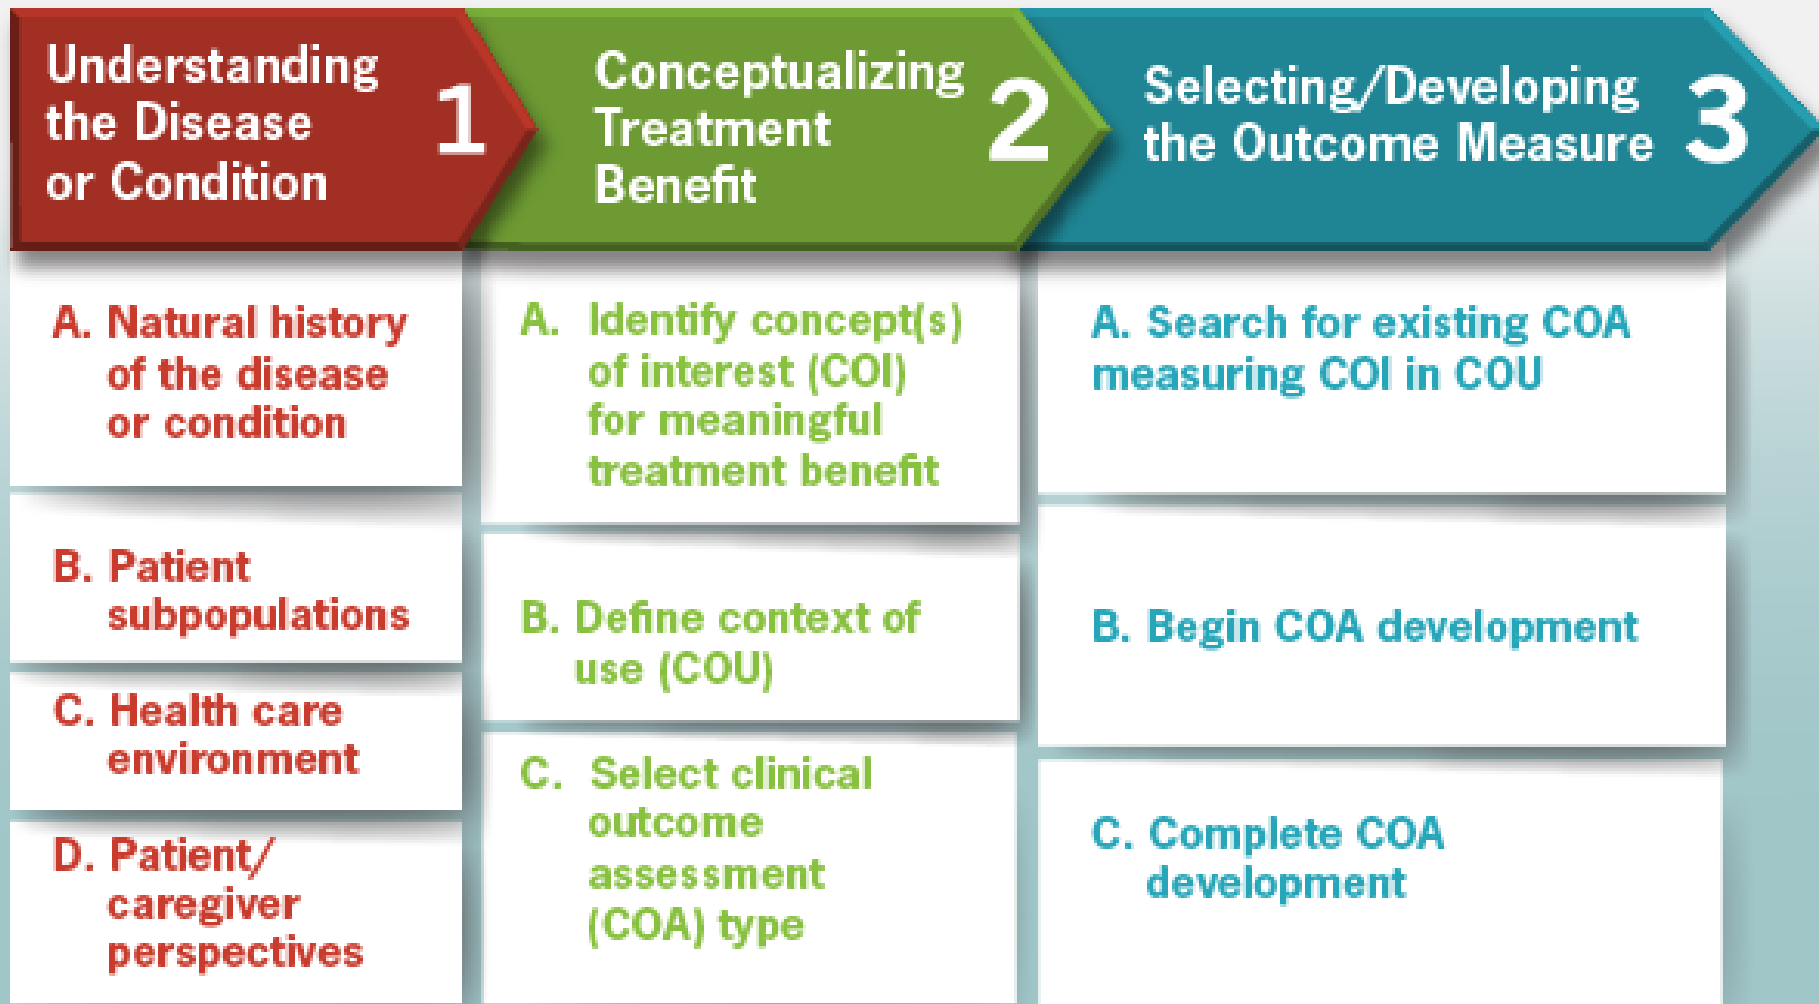 Understanding
the Disease
or Condition
1
Conceptualizing
Treatment
Benefit
2
Selecting/Developing
the Outcome Measure
3
A. Natural history
of the disease
or condition
B. Patient
subpopulations
C. Health care
environment
D. Patient/
caregiver
perspectives
A. Identify concept(s)
of interest (COI)
for meaningful
treatment benefit
B. Define context of
use (COU)
C. Select clinical
outcome
assessment
(COA) type
A. Search for existing COA
measuring COI in COU
B. Begin COA development
C. Complete COA
development